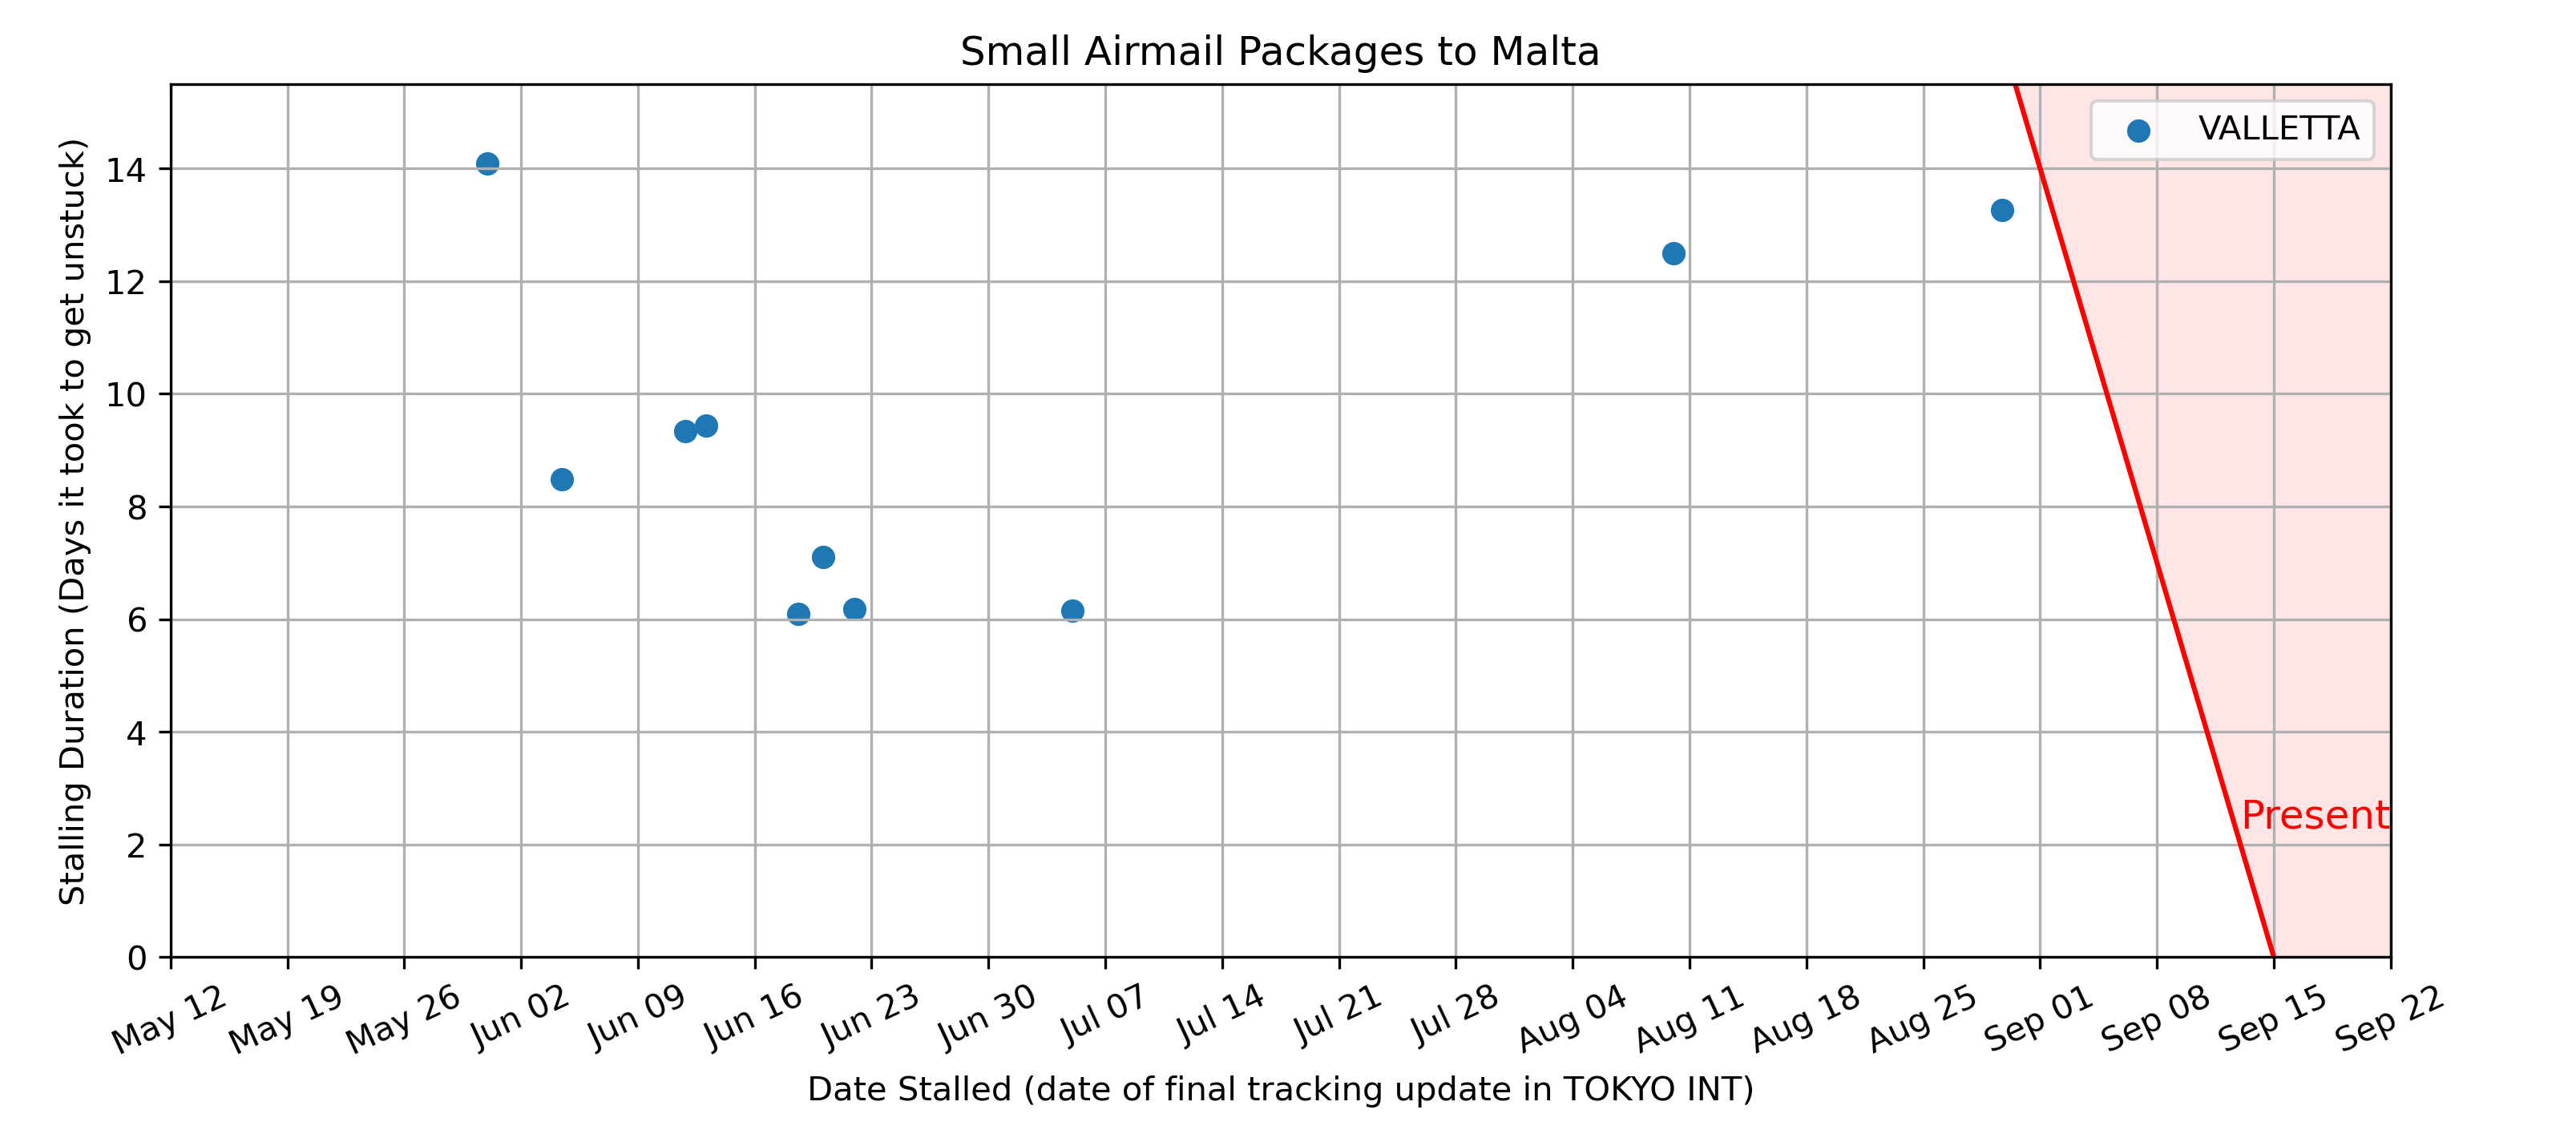 Small Airmail Packages to Malta
VALLETTA
Stalling Duration (Days it took to get unstuck)
14
12
10
8
6
4
2
0
Present
May 12 May 19 May 26 Jun 02 Jun 09 Jun 16 Jun 23 Jun 30 Jul 07 Jul 14 Jul 21 Jul 28 Aug 04 Aug 11 Aug 18 Aug 25 Sep 01 Sep 08 Sep 15 Sep 22
Date Stalled (date of final tracking update in TOKYO INT)